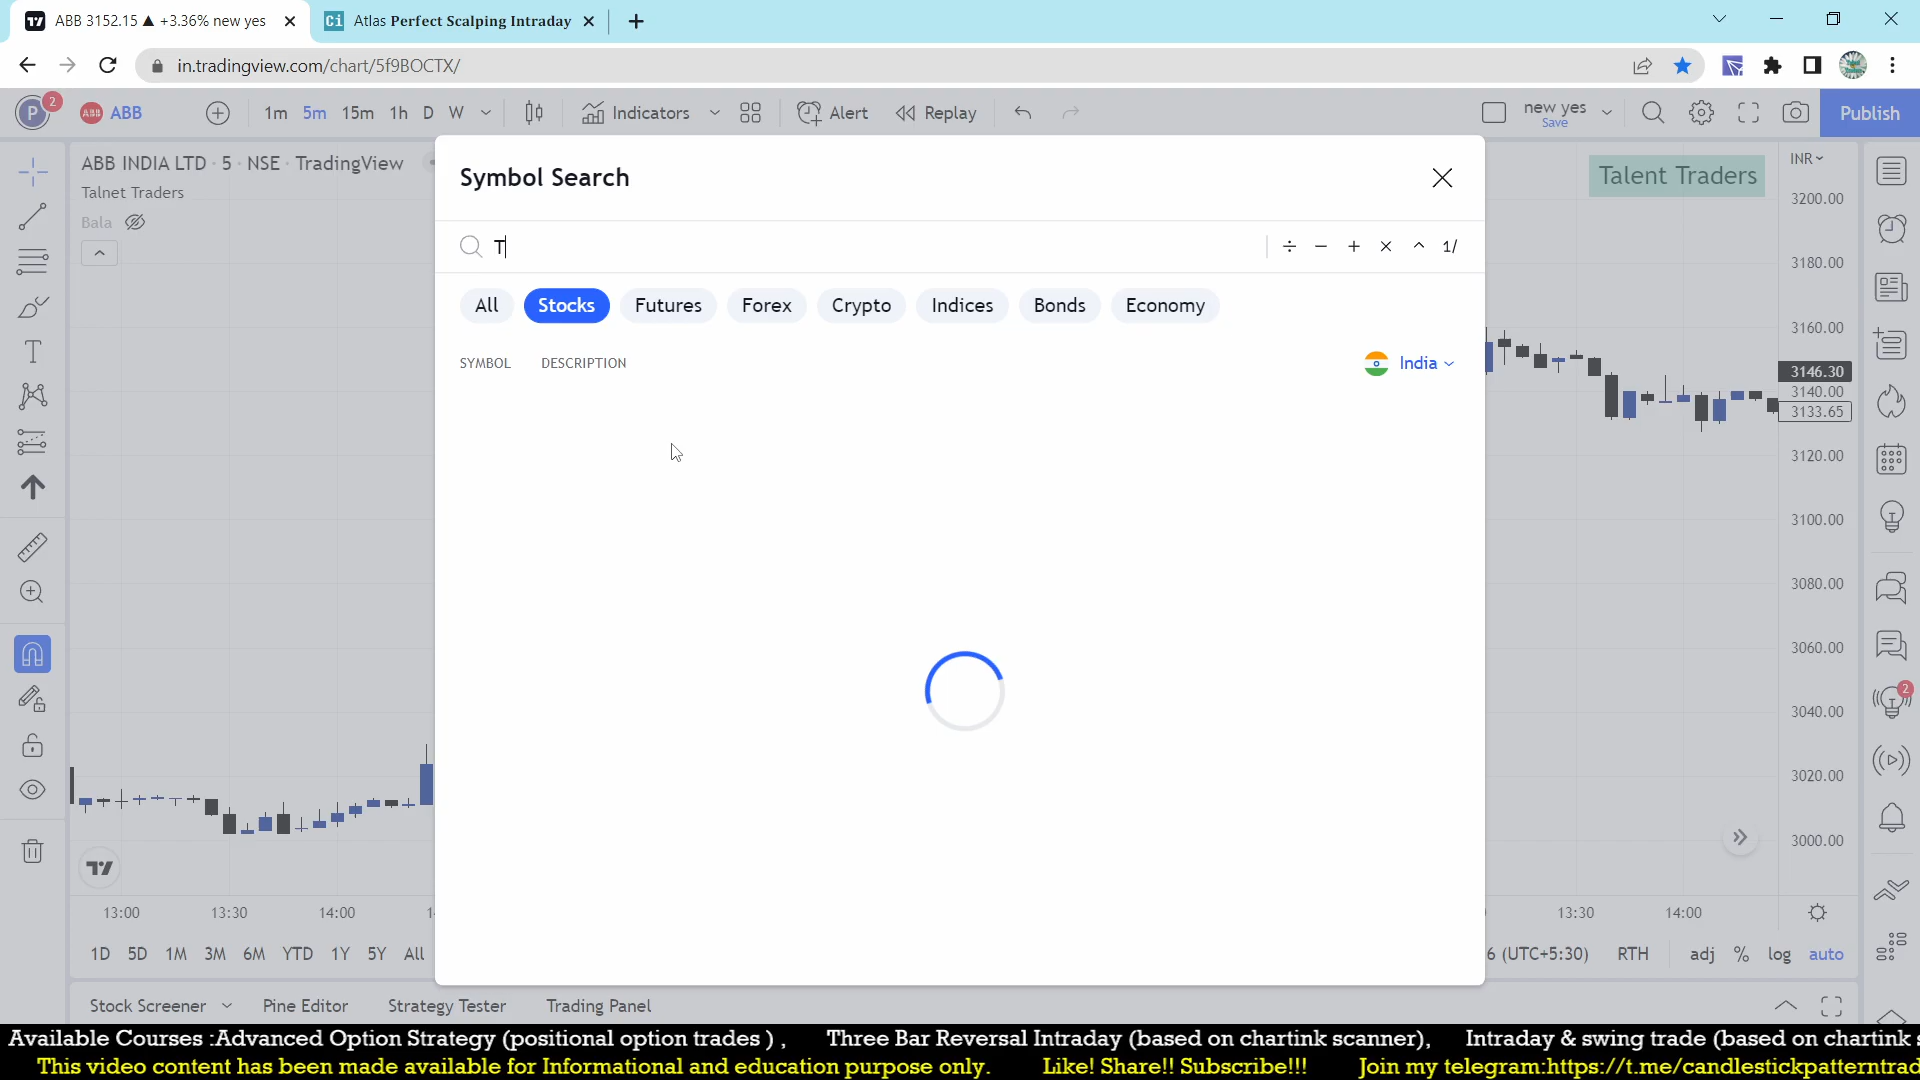 ABB 3152.15 ▲ +3.36% new yes
Ci Atlas Perfect Scalping Intraday
in.tradingview.com/chart/5f9BOCTX/
P 2 ABB ABB 1m 5m 15m 1h D W Indicators Alert Replay new yes Save Publish
ABB INDIA LTD · 5 · NSE · TradingView
Talnet Traders
Bala
Symbol Search
T
÷ − + × ^ 1/
All Stocks Futures Forex Crypto Indices Bonds Economy
SYMBOL DESCRIPTION India
Talent Traders
INR
3200.00
3180.00
3160.00
3146.30
3140.00
3133.65
3120.00
3100.00
3080.00
3060.00
3040.00
3020.00
3000.00
2
13:00 13:30 14:00 1 13:30 14:00
1D 5D 1M 3M 6M YTD 1Y 5Y All 6 (UTC+5:30) RTH adj % log auto
Stock Screener Pine Editor Strategy Tester Trading Panel
Available Courses :Advanced Option Strategy (positional option trades ) , Three Bar Reversal Intraday (based on chartink scanner), Intraday & swing trade (based on chartink s
This video content has been made available for Informational and education purpose only. Like! Share!! Subscribe!!! Join my telegram:https://t.me/candlestickpatterntrad